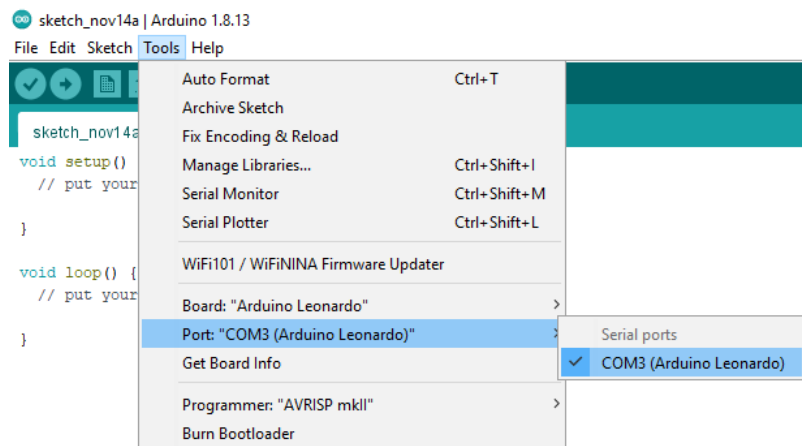 sketch_nov14a | Arduino 1.8.13
File Edit Sketch Tools Help
Auto Format Ctrl+T
Archive Sketch
sketch_nov14a
Fix Encoding & Reload
void setup()
Manage Libraries... Ctrl+Shift+I
// put your
Serial Monitor Ctrl+Shift+M
}
Serial Plotter Ctrl+Shift+L
WiFi101 / WiFiNINA Firmware Updater
void loop() {
// put your
Board: "Arduino Leonardo"
}
Port: "COM3 (Arduino Leonardo)"
Serial ports
Get Board Info
COM3 (Arduino Leonardo)
Programmer: "AVRISP mkII"
Burn Bootloader